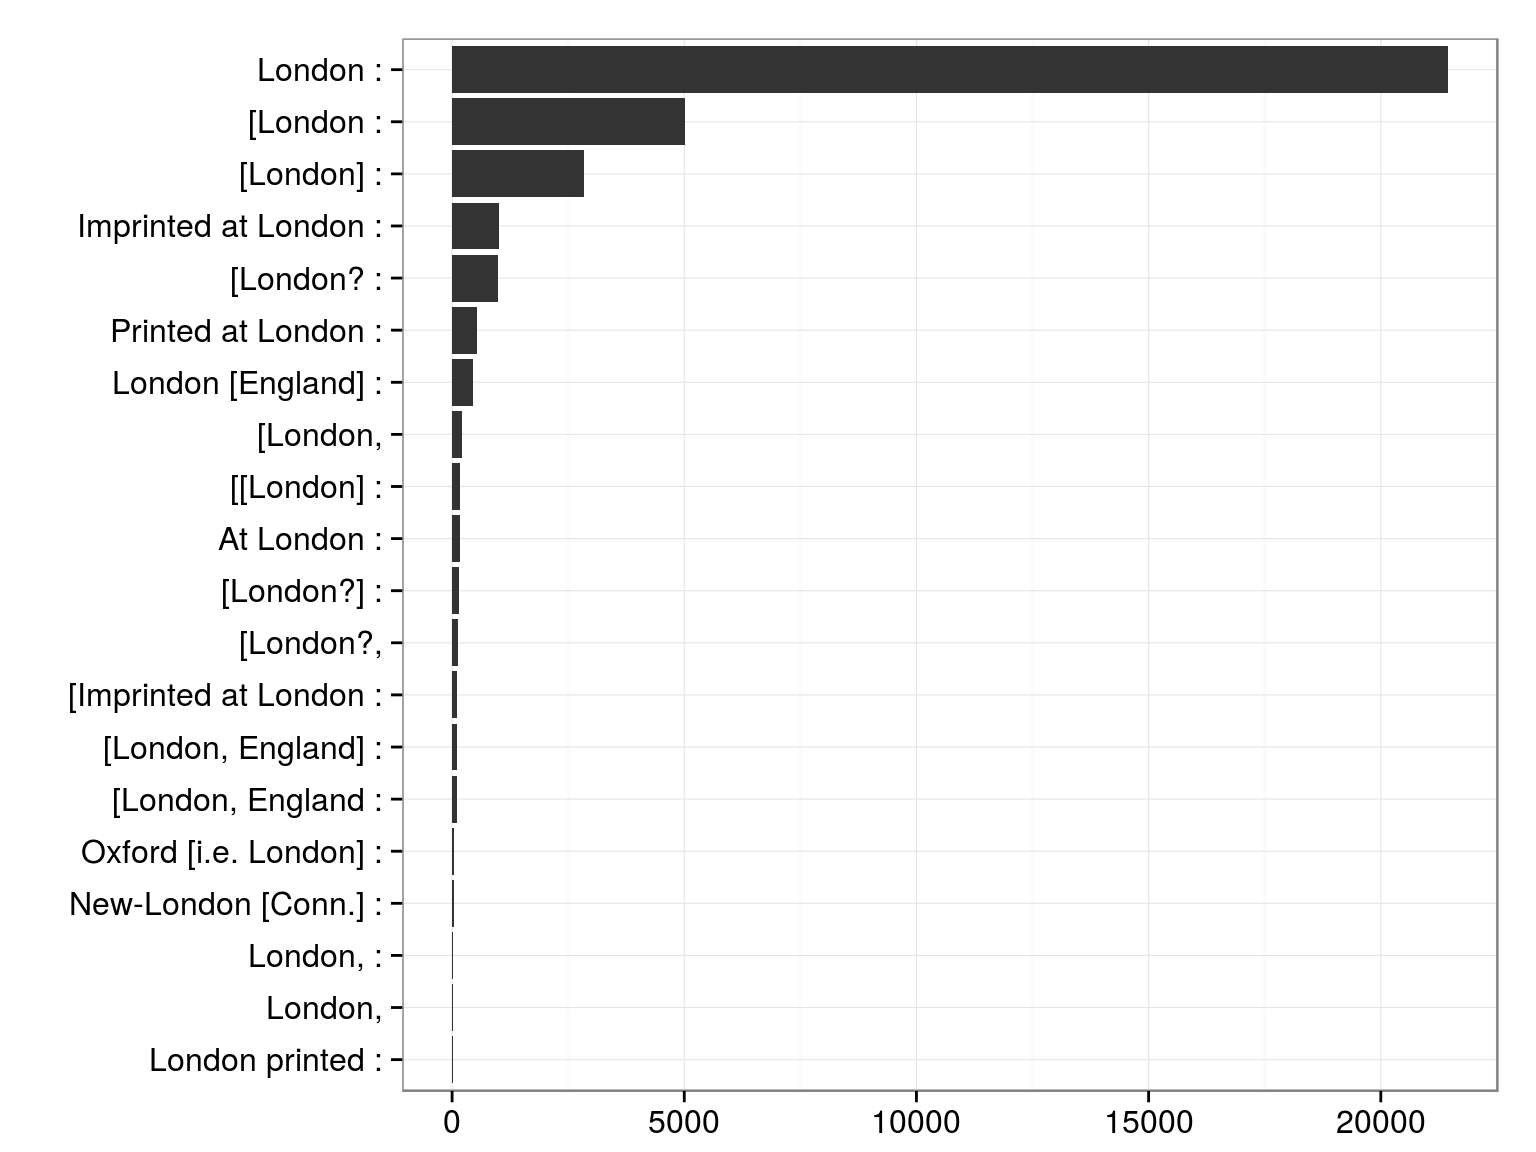 London :
[London :
[London] :
Imprinted at London :
[London? :
Printed at London :
London [England] :
[London,
[[London] :
At London :
[London?] :
[London?,
[Imprinted at London :
[London, England] :
[London, England :
Oxford [i.e. London] :
New-London [Conn.] :
London, :
London,
London printed :
0 5000 10000 15000 20000